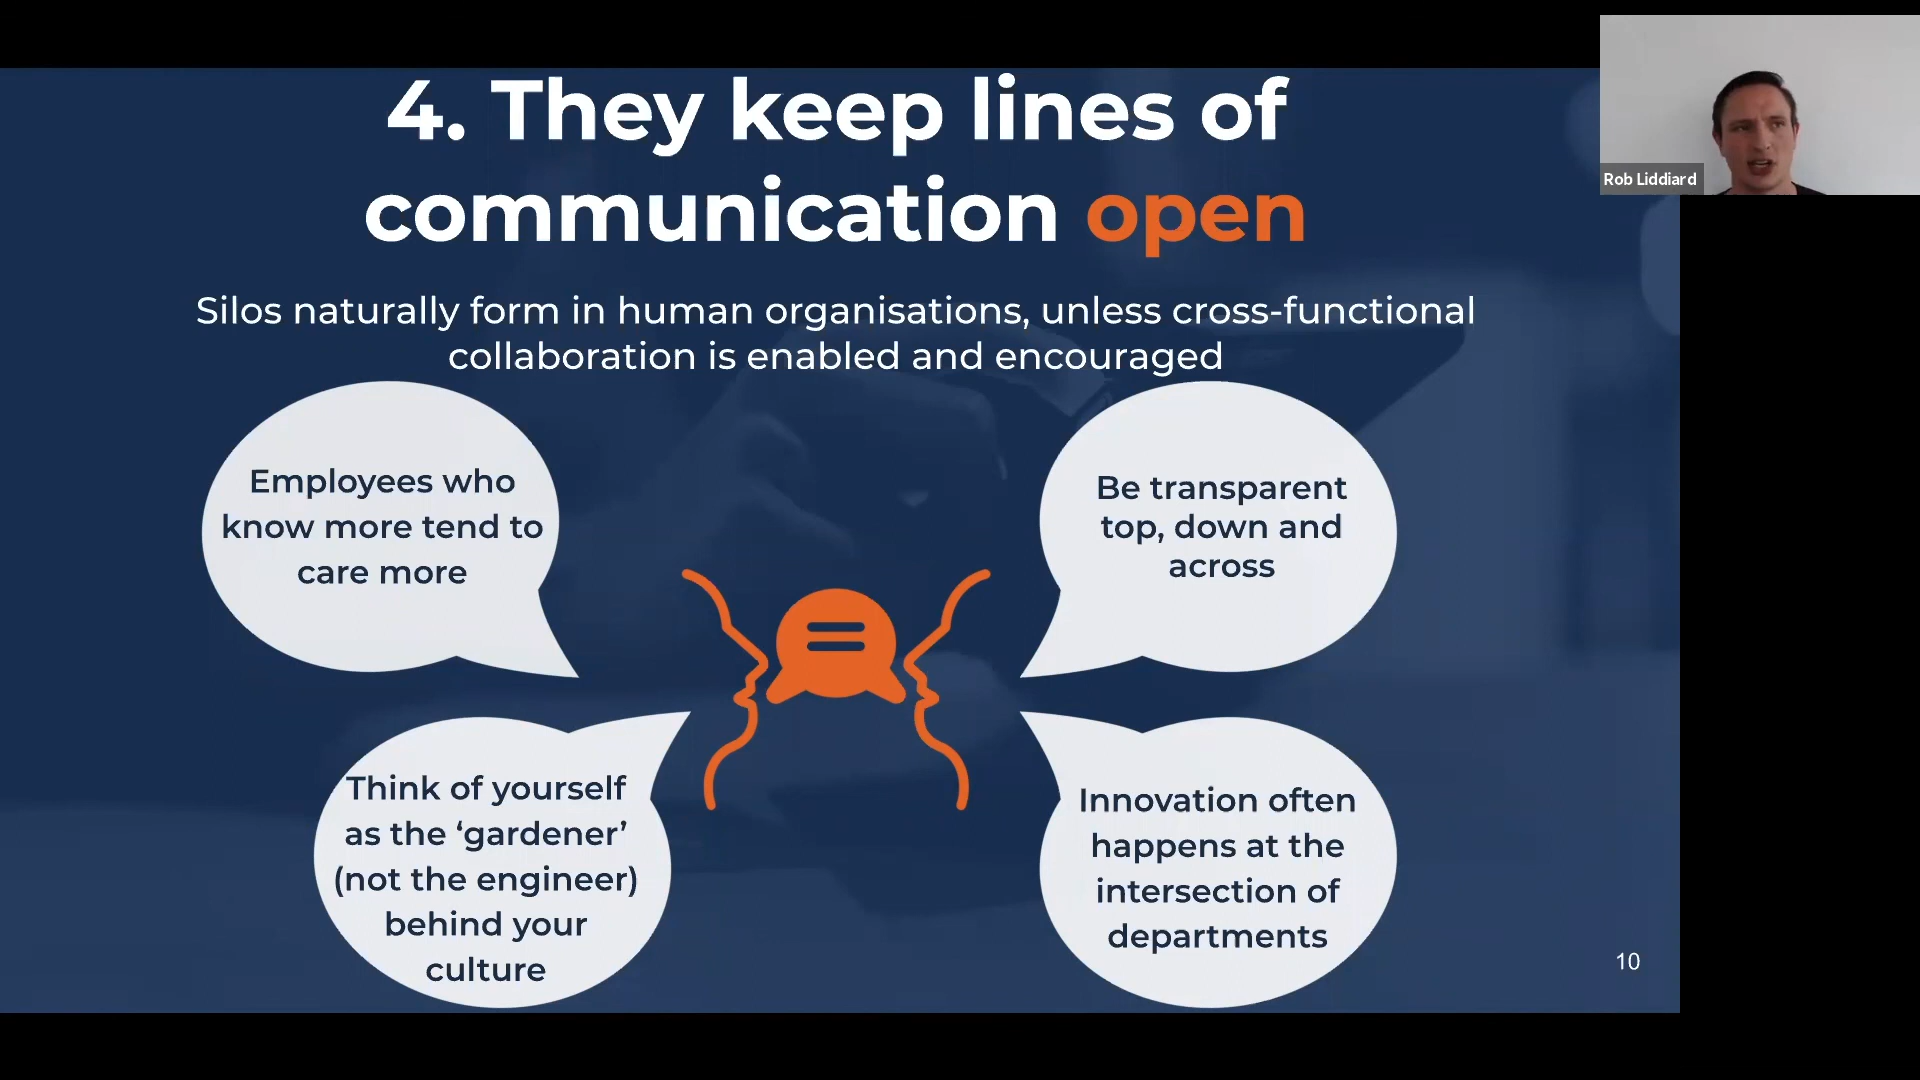 4. They keep lines of
communication open
Rob Liddiard
Silos naturally form in human organisations, unless cross-functional
collaboration is enabled and encouraged
Employees who
know more tend to
care more
Be transparent
top, down and
across
Think of yourself
as the ‘gardener’
(not the engineer)
behind your
culture
Innovation often
happens at the
intersection of
departments
10